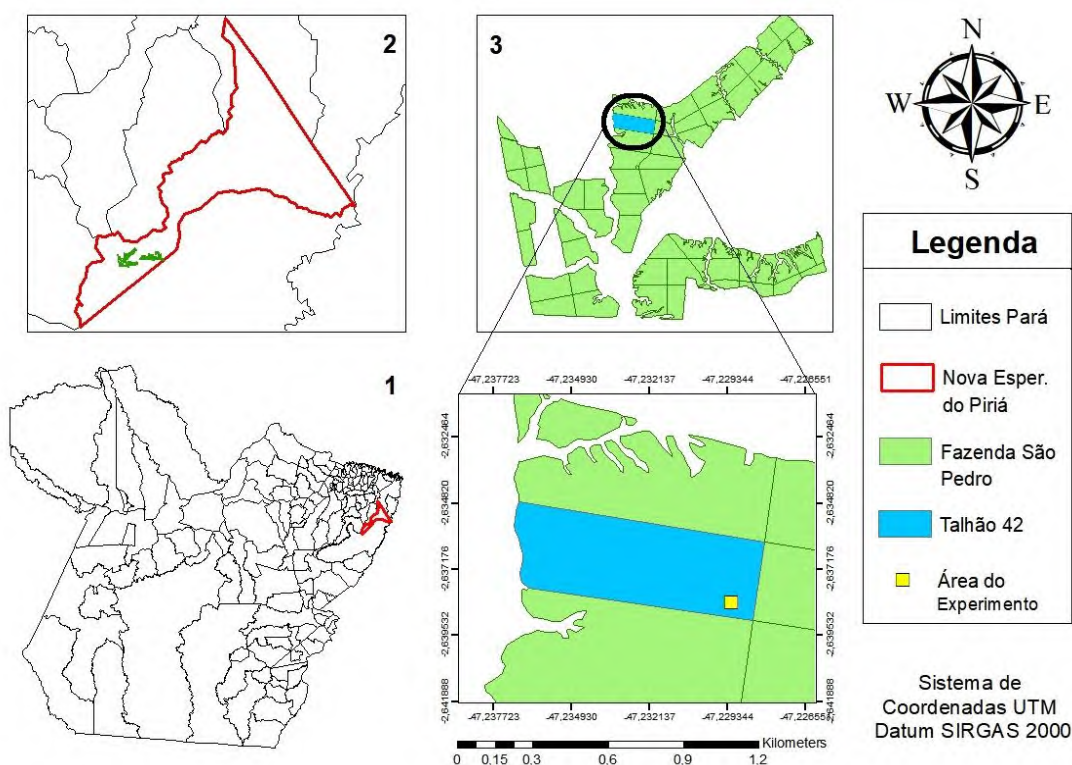 2
3
N
W
E
S
1
-47,237723
-47,234930
-47,232137
-47,229344
-47,226551
-2,632464
-2,634820
-2,637176
-2,639532
-2,641888
-2,632464
-2,634820
-2,637176
-2,639532
-2,641888
-47,237723
-47,234930
-47,232137
-47,229344
-47,226551
Kilometers
0 0.15 0.3 0.6 0.9 1.2
Legenda
Limites Pará
Nova Esper.
do Piriá
Fazenda São
Pedro
Talhão 42
Área do
Experimento
Sistema de
Coordenadas UTM
Datum SIRGAS 2000